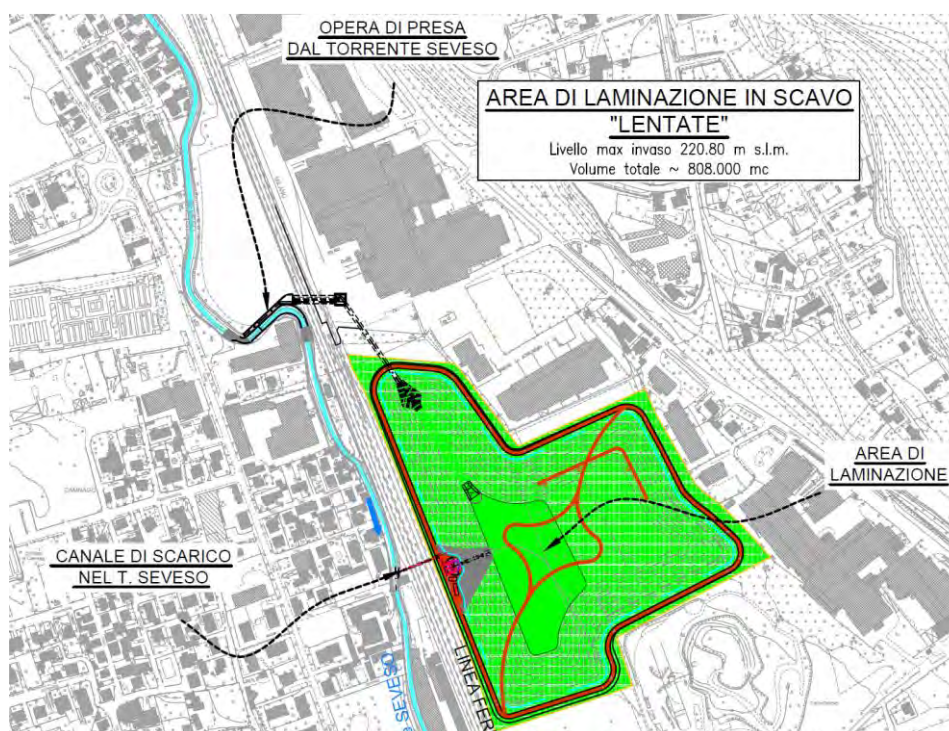 OPERA DI PRESA
DAL TORRENTE SEVESO
AREA DI LAMINAZIONE IN SCAVO
"LENTATE"
Livello max invaso 220.80 m s.l.m.
Volume totale ~ 808.000 mc
AREA DI
LAMINAZIONE
CANALE DI SCARICO
NEL T. SEVESO
SEVESO
LINEA FER